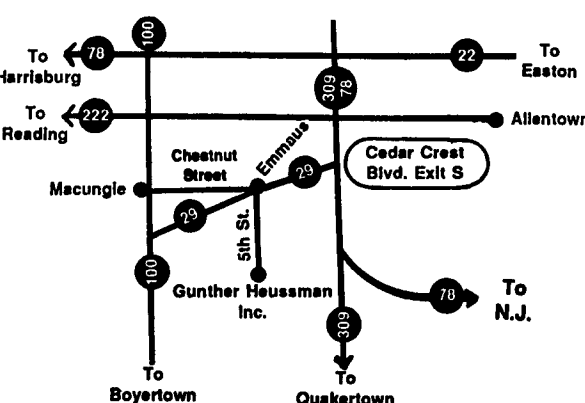 100
To
Harrisburg
78
22
To
Easton
309
78
To
Reading
222
Allentown
Chestnut
Street
Emmaus
Cedar Crest
Blvd. Exit S
Macungie
29
29
5th St.
100
Gunther Heussman
Inc.
78
To
N.J.
309
To
Boyertown
To
Quakertown